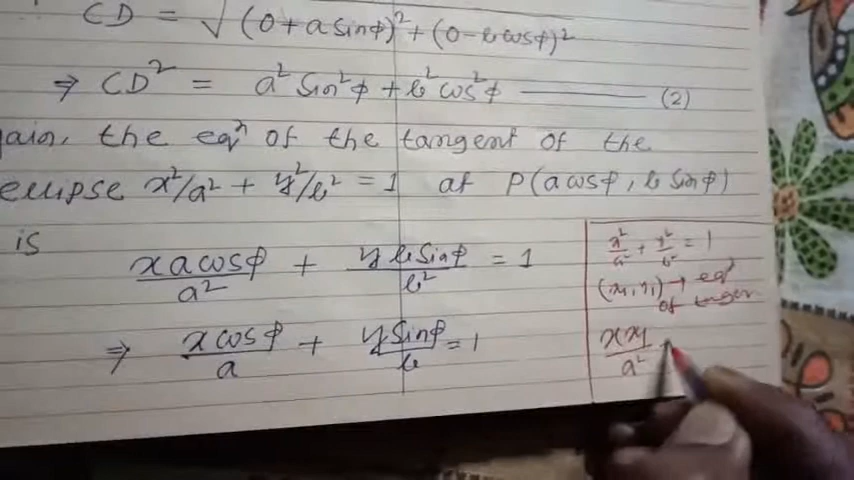 CD = √(0+a sinφ)² + (0-b cosφ)²
⇒ CD² = a² sin²φ + b² cos²φ ——— (2)
gain, the eqⁿ of the tangent of the
ellipse x²/a² + y²/b² = 1 at P(a cosφ, b sinφ)
is
x a cosφ/a² + y b sinφ/b² = 1
⇒ x cosφ/a + y sinφ/b = 1
x²/a² + y²/b² = 1
(x₁, y₁) → eqⁿ
of tangen
xx₁/a²